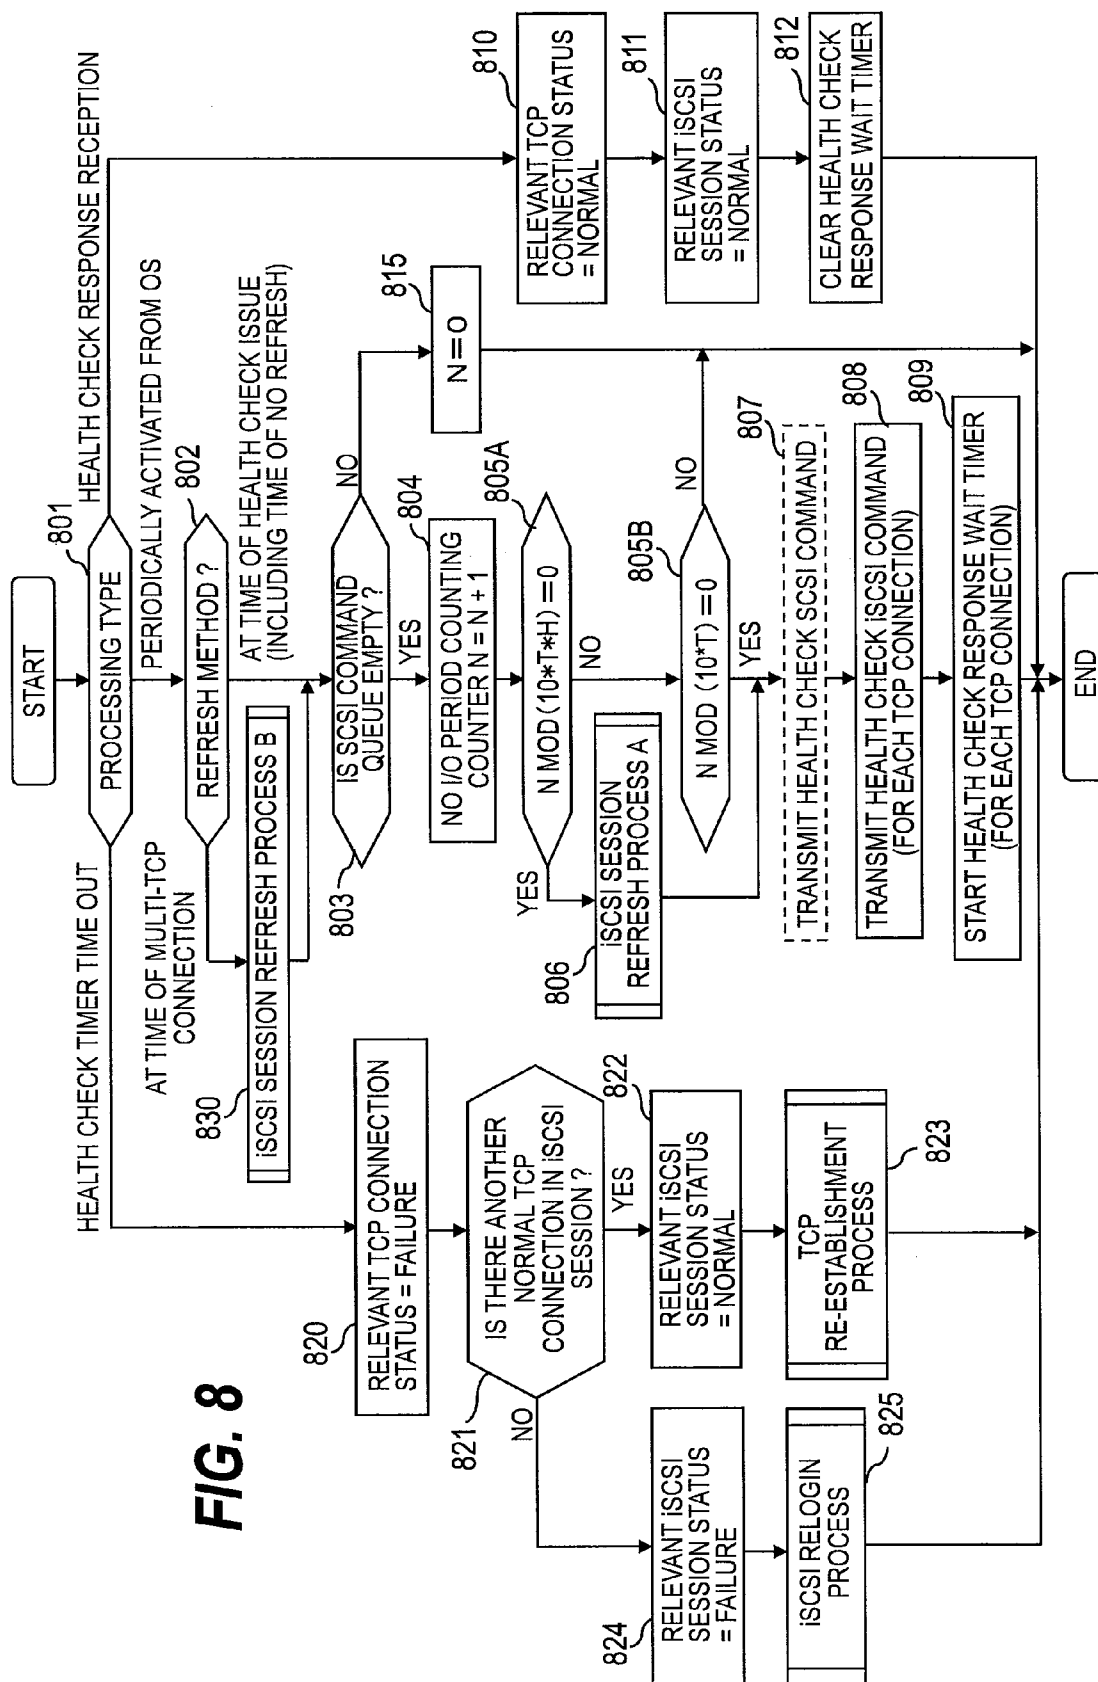 FIG. 8
START
801
PROCESSING TYPE
HEALTH CHECK TIMER TIME OUT
PERIODICALLY ACTIVATED FROM OS
HEALTH CHECK RESPONSE RECEPTION
802
REFRESH METHOD ?
AT TIME OF MULTI-TCP
CONNECTION
AT TIME OF HEALTH CHECK ISSUE
(INCLUDING TIME OF NO REFRESH)
830
iSCSI SESSION REFRESH PROCESS B
803
IS SCSI COMMAND
QUEUE EMPTY ?
NO
815
N=0
YES
804
NO I/O PERIOD COUNTING
COUNTER N = N + 1
805A
N MOD (10*T*H)=0
YES
NO
806
iSCSI SESSION
REFRESH PROCESS A
805B
N MOD (10*T)=0
NO
YES
807
TRANSMIT HEALTH CHECK SCSI COMMAND
808
TRANSMIT HEALTH CHECK iSCSI COMMAND
(FOR EACH TCP CONNECTION)
809
START HEALTH CHECK RESPONSE WAIT TIMER
(FOR EACH TCP CONNECTION)
810
RELEVANT TCP
CONNECTION STATUS
= NORMAL
811
RELEVANT iSCSI
SESSION STATUS
= NORMAL
812
CLEAR HEALTH CHECK
RESPONSE WAIT TIMER
820
RELEVANT TCP CONNECTION
STATUS = FAILURE
821
IS THERE ANOTHER
NORMAL TCP
CONNECTION IN iSCSI
SESSION ?
YES
NO
822
RELEVANT iSCSI
SESSION STATUS
= NORMAL
823
TCP
RE-ESTABLISHMENT
PROCESS
824
RELEVANT iSCSI
SESSION STATUS
= FAILURE
825
iSCSI RELOGIN
PROCESS
END